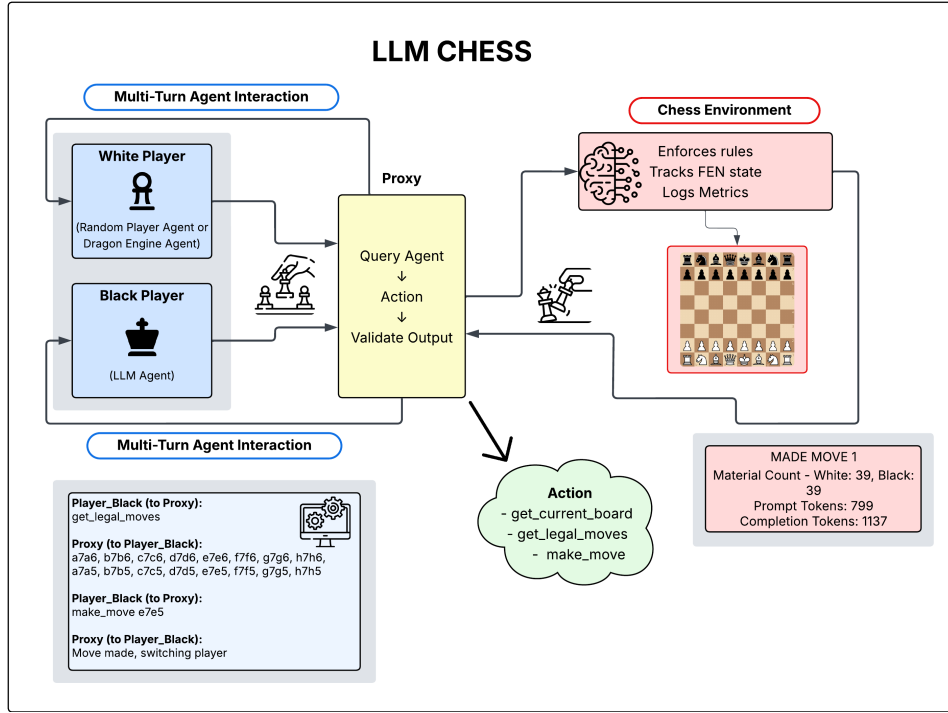 LLM CHESS
Multi-Turn Agent Interaction
White Player
(Random Player Agent or
Dragon Engine Agent)
Black Player
(LLM Agent)
Multi-Turn Agent Interaction
Proxy
Query Agent
↓
Action
↓
Validate Output
Chess Environment
Enforces rules
Tracks FEN state
Logs Metrics
MADE MOVE 1
Material Count - White: 39, Black:
39
Prompt Tokens: 799
Completion Tokens: 1137
Action
- get_current_board
- get_legal_moves
- make_move
Player_Black (to Proxy):
get_legal_moves
Proxy (to Player_Black):
a7a6, b7b6, c7c6, d7d6, e7e6, f7f6, g7g6, h7h6,
a7a5, b7b5, c7c5, d7d5, e7e5, f7f5, g7g5, h7h5
Player_Black (to Proxy):
make_move e7e5
Proxy (to Player_Black):
Move made, switching player